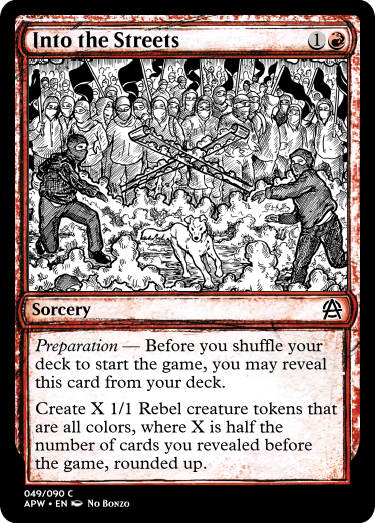 Into the Streets 1
Sorcery
Preparation — Before you shuffle your
deck to start the game, you may reveal
this card from your deck.
Create X 1/1 Rebel creature tokens that
are all colors, where X is half the
number of cards you revealed before
the game, rounded up.
049/090 C
APW • EN No Bonzo